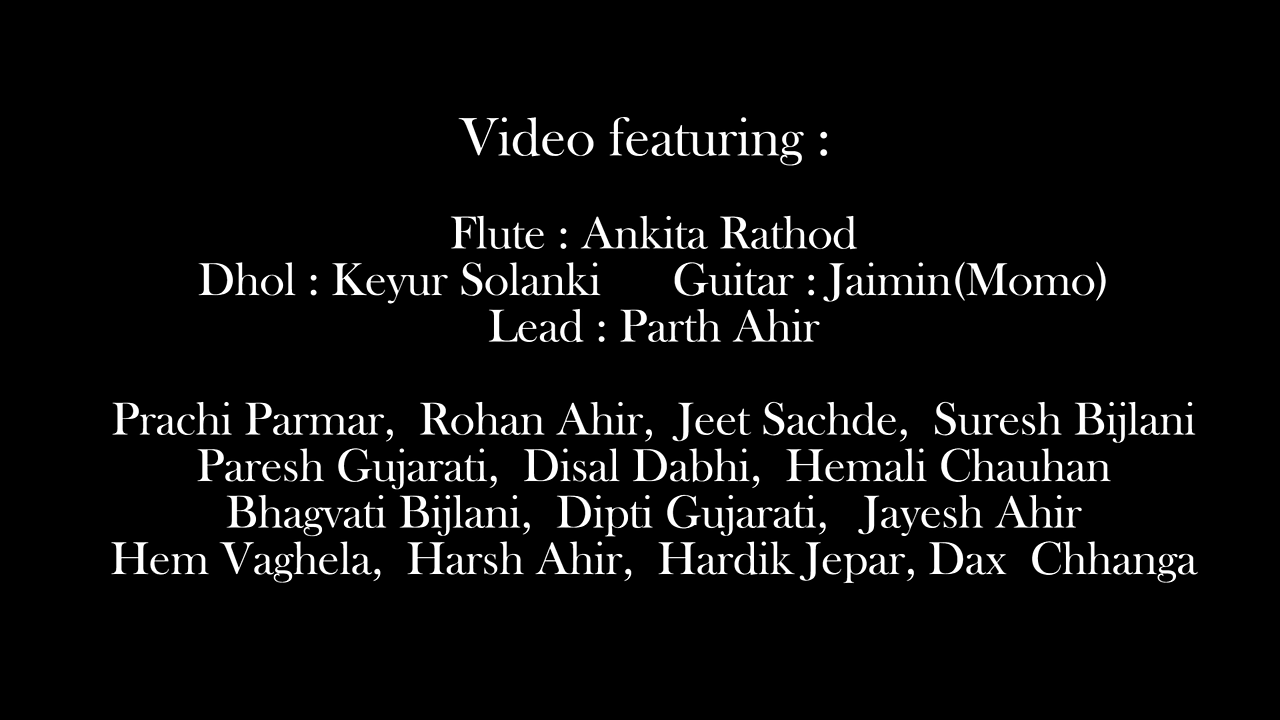 Video featuring :
Flute : Ankita Rathod
Dhol : Keyur Solanki Guitar : Jaimin(Momo)
Lead : Parth Ahir
Prachi Parmar, Rohan Ahir, Jeet Sachde, Suresh Bijlani
Paresh Gujarati, Disal Dabhi, Hemali Chauhan
Bhagvati Bijlani, Dipti Gujarati, Jayesh Ahir
Hem Vaghela, Harsh Ahir, Hardik Jepar, Dax Chhanga